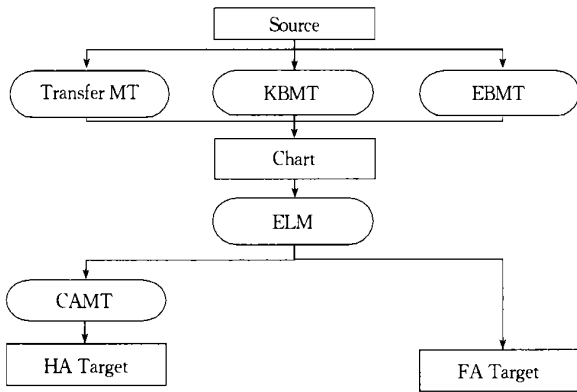 Source
Transfer MT
KBMT
EBMT
Chart
ELM
CAMT
HA Target
FA Target